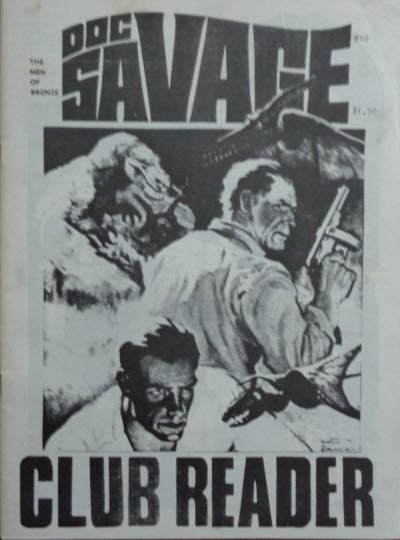 DOC
SAVAGE
#10
THE
MEN
OF
BRONZE
$1.50
CLUB READER